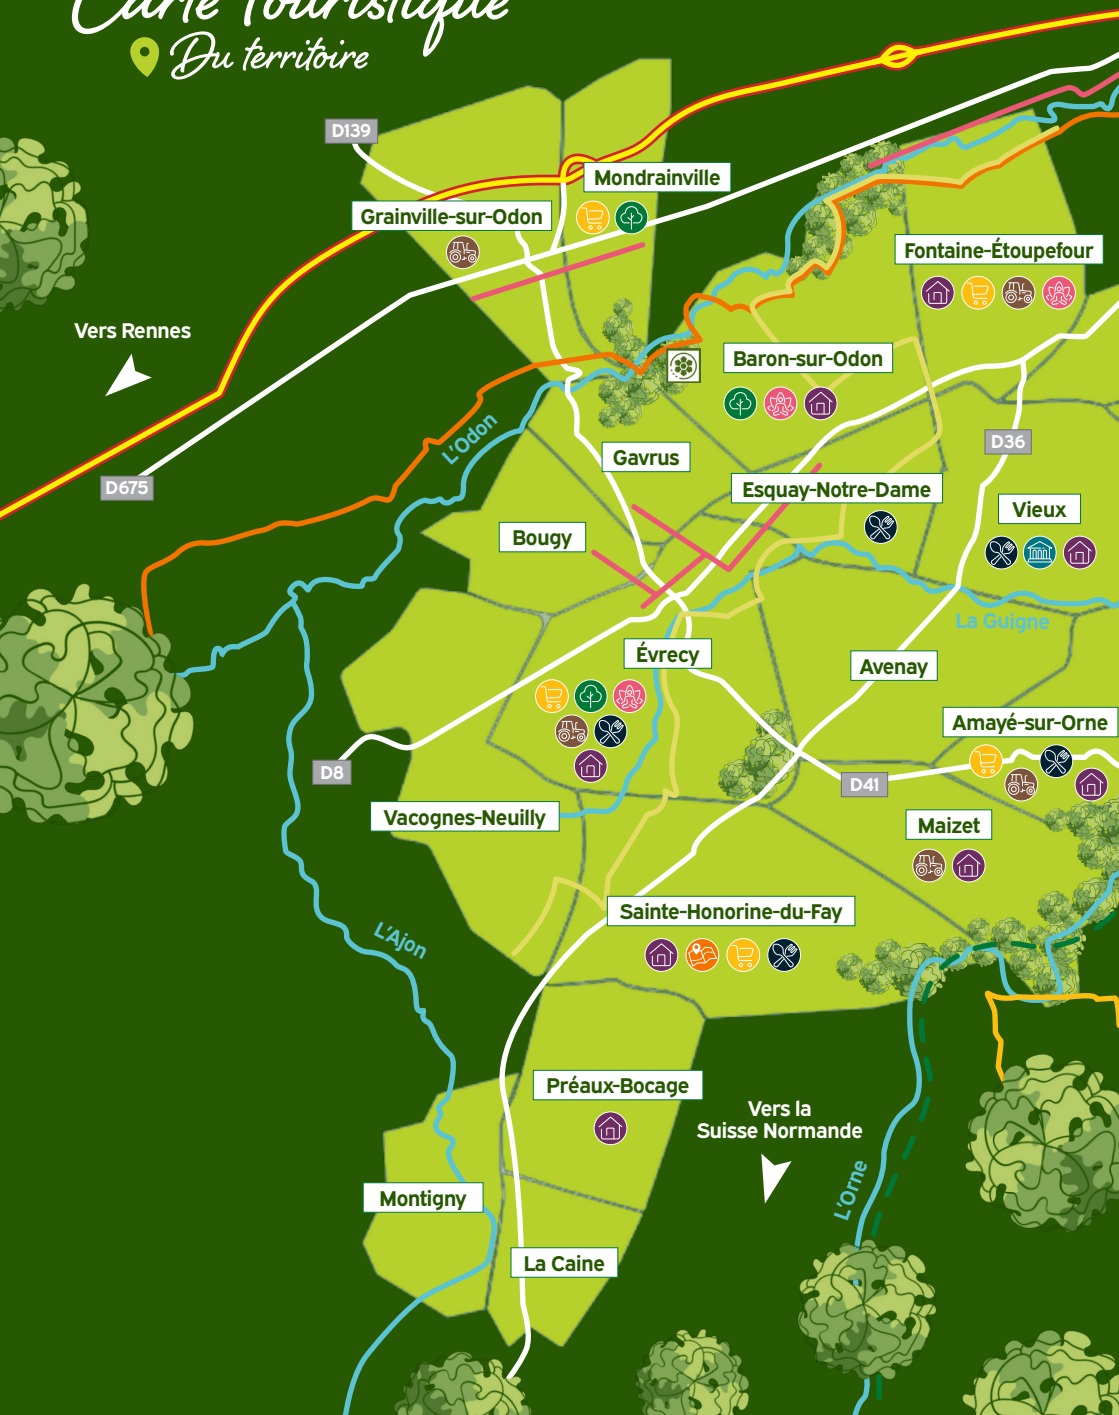 Carte Touristique
Du territoire
D139
Mondrainville
Grainville-sur-Odon
Fontaine-Étoupefour
Vers Rennes
Baron-sur-Odon
L'Odon
D36
Gavrus
D675
Esquay-Notre-Dame
Vieux
Bougy
La Guigne
Évrecy
Avenay
Amayé-sur-Orne
D8
D41
Vacognes-Neuilly
Maizet
Sainte-Honorine-du-Fay
L'Ajon
Préaux-Bocage
Vers la
Suisse Normande
L'Orne
Montigny
La Caine